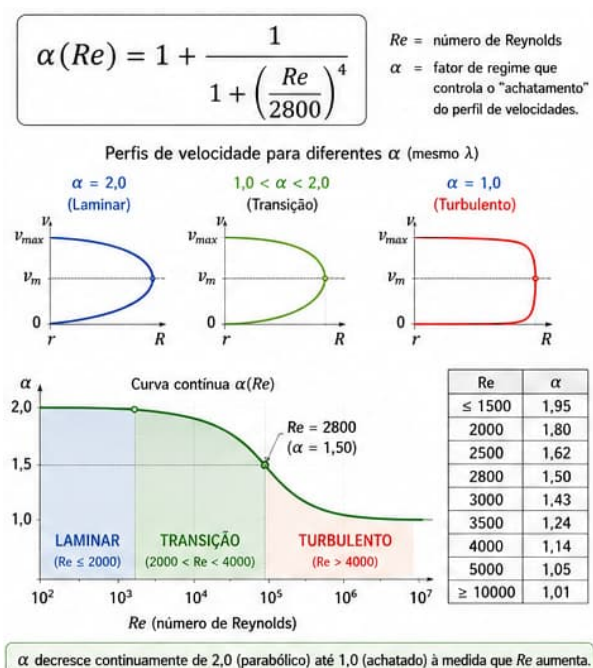 α(Re) = 1 + 1 / (1 + (Re/2800)^4)
Re = número de Reynolds
α = fator de regime que
controla o "achatamento"
do perfil de velocidades.
Perfis de velocidade para diferentes α (mesmo λ)
α = 2,0
(Laminar)
v
v_max
v_m
0
r
R
1,0 < α < 2,0
(Transição)
v
v_max
v_m
0
r
R
α = 1,0
(Turbulento)
v
v_max
v_m
0
r
R
α
Curva contínua α(Re)
2,0
1,5
1,0
Re = 2800
(α = 1,50)
LAMINAR
(Re ≤ 2000)
TRANSIÇÃO
(2000 < Re < 4000)
TURBULENTO
(Re > 4000)
10^2 10^3 10^4 10^5 10^6 10^7
Re (número de Reynolds)
Re α
≤ 1500 1,95
2000 1,80
2500 1,62
2800 1,50
3000 1,43
3500 1,24
4000 1,14
5000 1,05
≥ 10000 1,01
α decresce continuamente de 2,0 (parabólico) até 1,0 (achatado) à medida que Re aumenta.